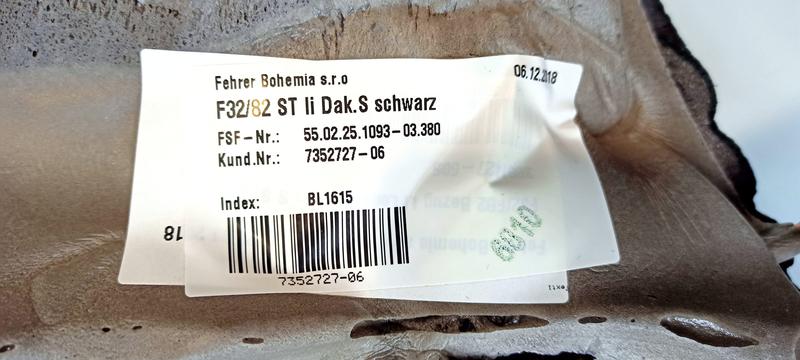 Fehrer Bohemia s.r.o
06.12.2018
F32/82 ST li Dak.S schwarz
FSF-Nr.: 55.02.25.1093-03.380
Kund.Nr.: 7352727-06
Index: BL1615
18
7352727-06